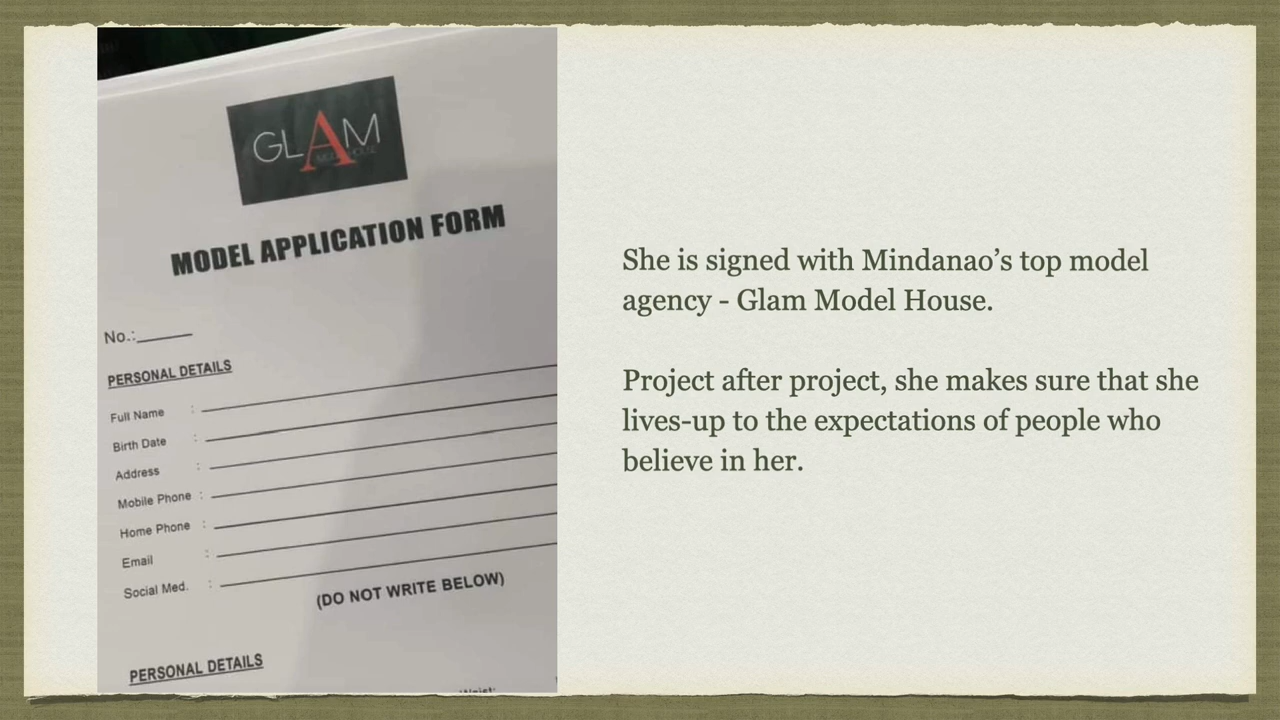 GLAM
MODEL APPLICATION FORM
No.:
PERSONAL DETAILS
Full Name :
Birth Date :
Address :
Mobile Phone :
Home Phone :
Email :
Social Med. :
(DO NOT WRITE BELOW)
PERSONAL DETAILS
She is signed with Mindanao’s top model
agency - Glam Model House.
Project after project, she makes sure that she
lives-up to the expectations of people who
believe in her.